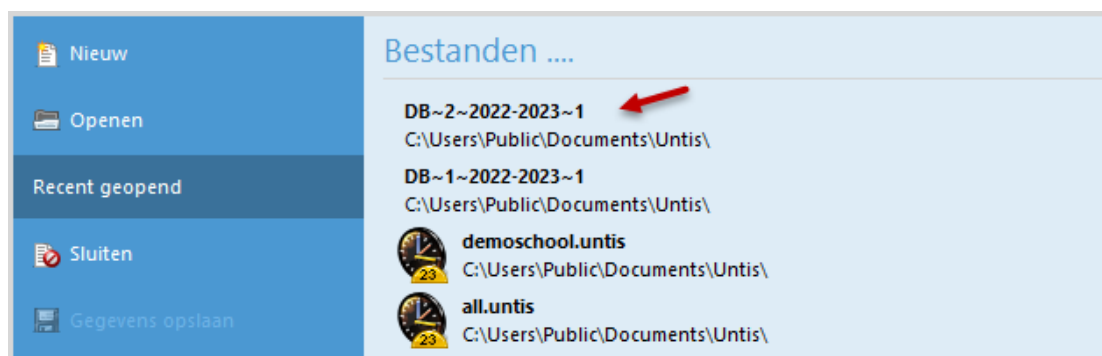 Nieuw
Openen
Recent geopend
Sluiten
Gegevens opslaan
Bestanden ....
DB~2~2022-2023~1
C:\Users\Public\Documents\Untis\
DB~1~2022-2023~1
C:\Users\Public\Documents\Untis\
demoschool.untis
23
C:\Users\Public\Documents\Untis\
all.untis
23
C:\Users\Public\Documents\Untis\